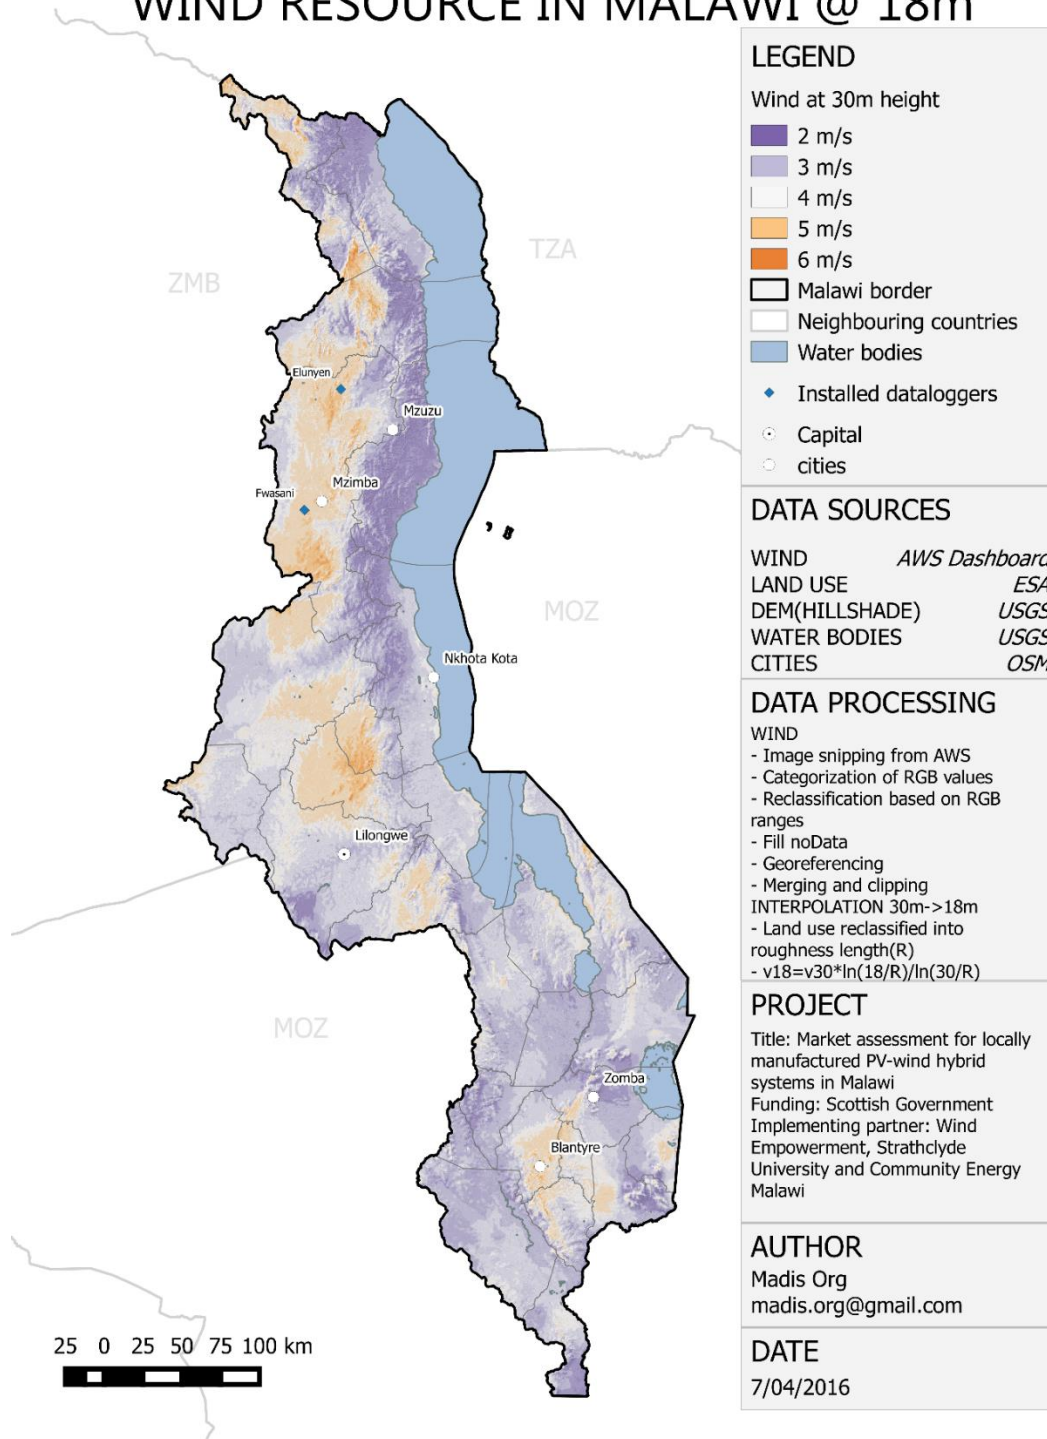 WIND RESOURCE IN MALAWI @ 18m
LEGEND
Wind at 30m height
2 m/s
3 m/s
4 m/s
5 m/s
6 m/s
Malawi border
Neighbouring countries
Water bodies
Installed dataloggers
Capital
cities
DATA SOURCES
WIND AWS Dashboard
LAND USE ESA
DEM(HILLSHADE) USGS
WATER BODIES USGS
CITIES OSM
DATA PROCESSING
WIND
- Image snipping from AWS
- Categorization of RGB values
- Reclassification based on RGB
ranges
- Fill noData
- Georeferencing
- Merging and clipping
INTERPOLATION 30m->18m
- Land use reclassified into
roughness length(R)
- v18=v30*ln(18/R)/ln(30/R)
PROJECT
Title: Market assessment for locally
manufactured PV-wind hybrid
systems in Malawi
Funding: Scottish Government
Implementing partner: Wind
Empowerment, Strathclyde
University and Community Energy
Malawi
AUTHOR
Madis Org
madis.org@gmail.com
DATE
7/04/2016
TZA
ZMB
Elunyen
Mzuzu
Mzimba
Fwasani
MOZ
Nkhota Kota
Lilongwe
MOZ
Zomba
Blantyre
25 0 25 50 75 100 km